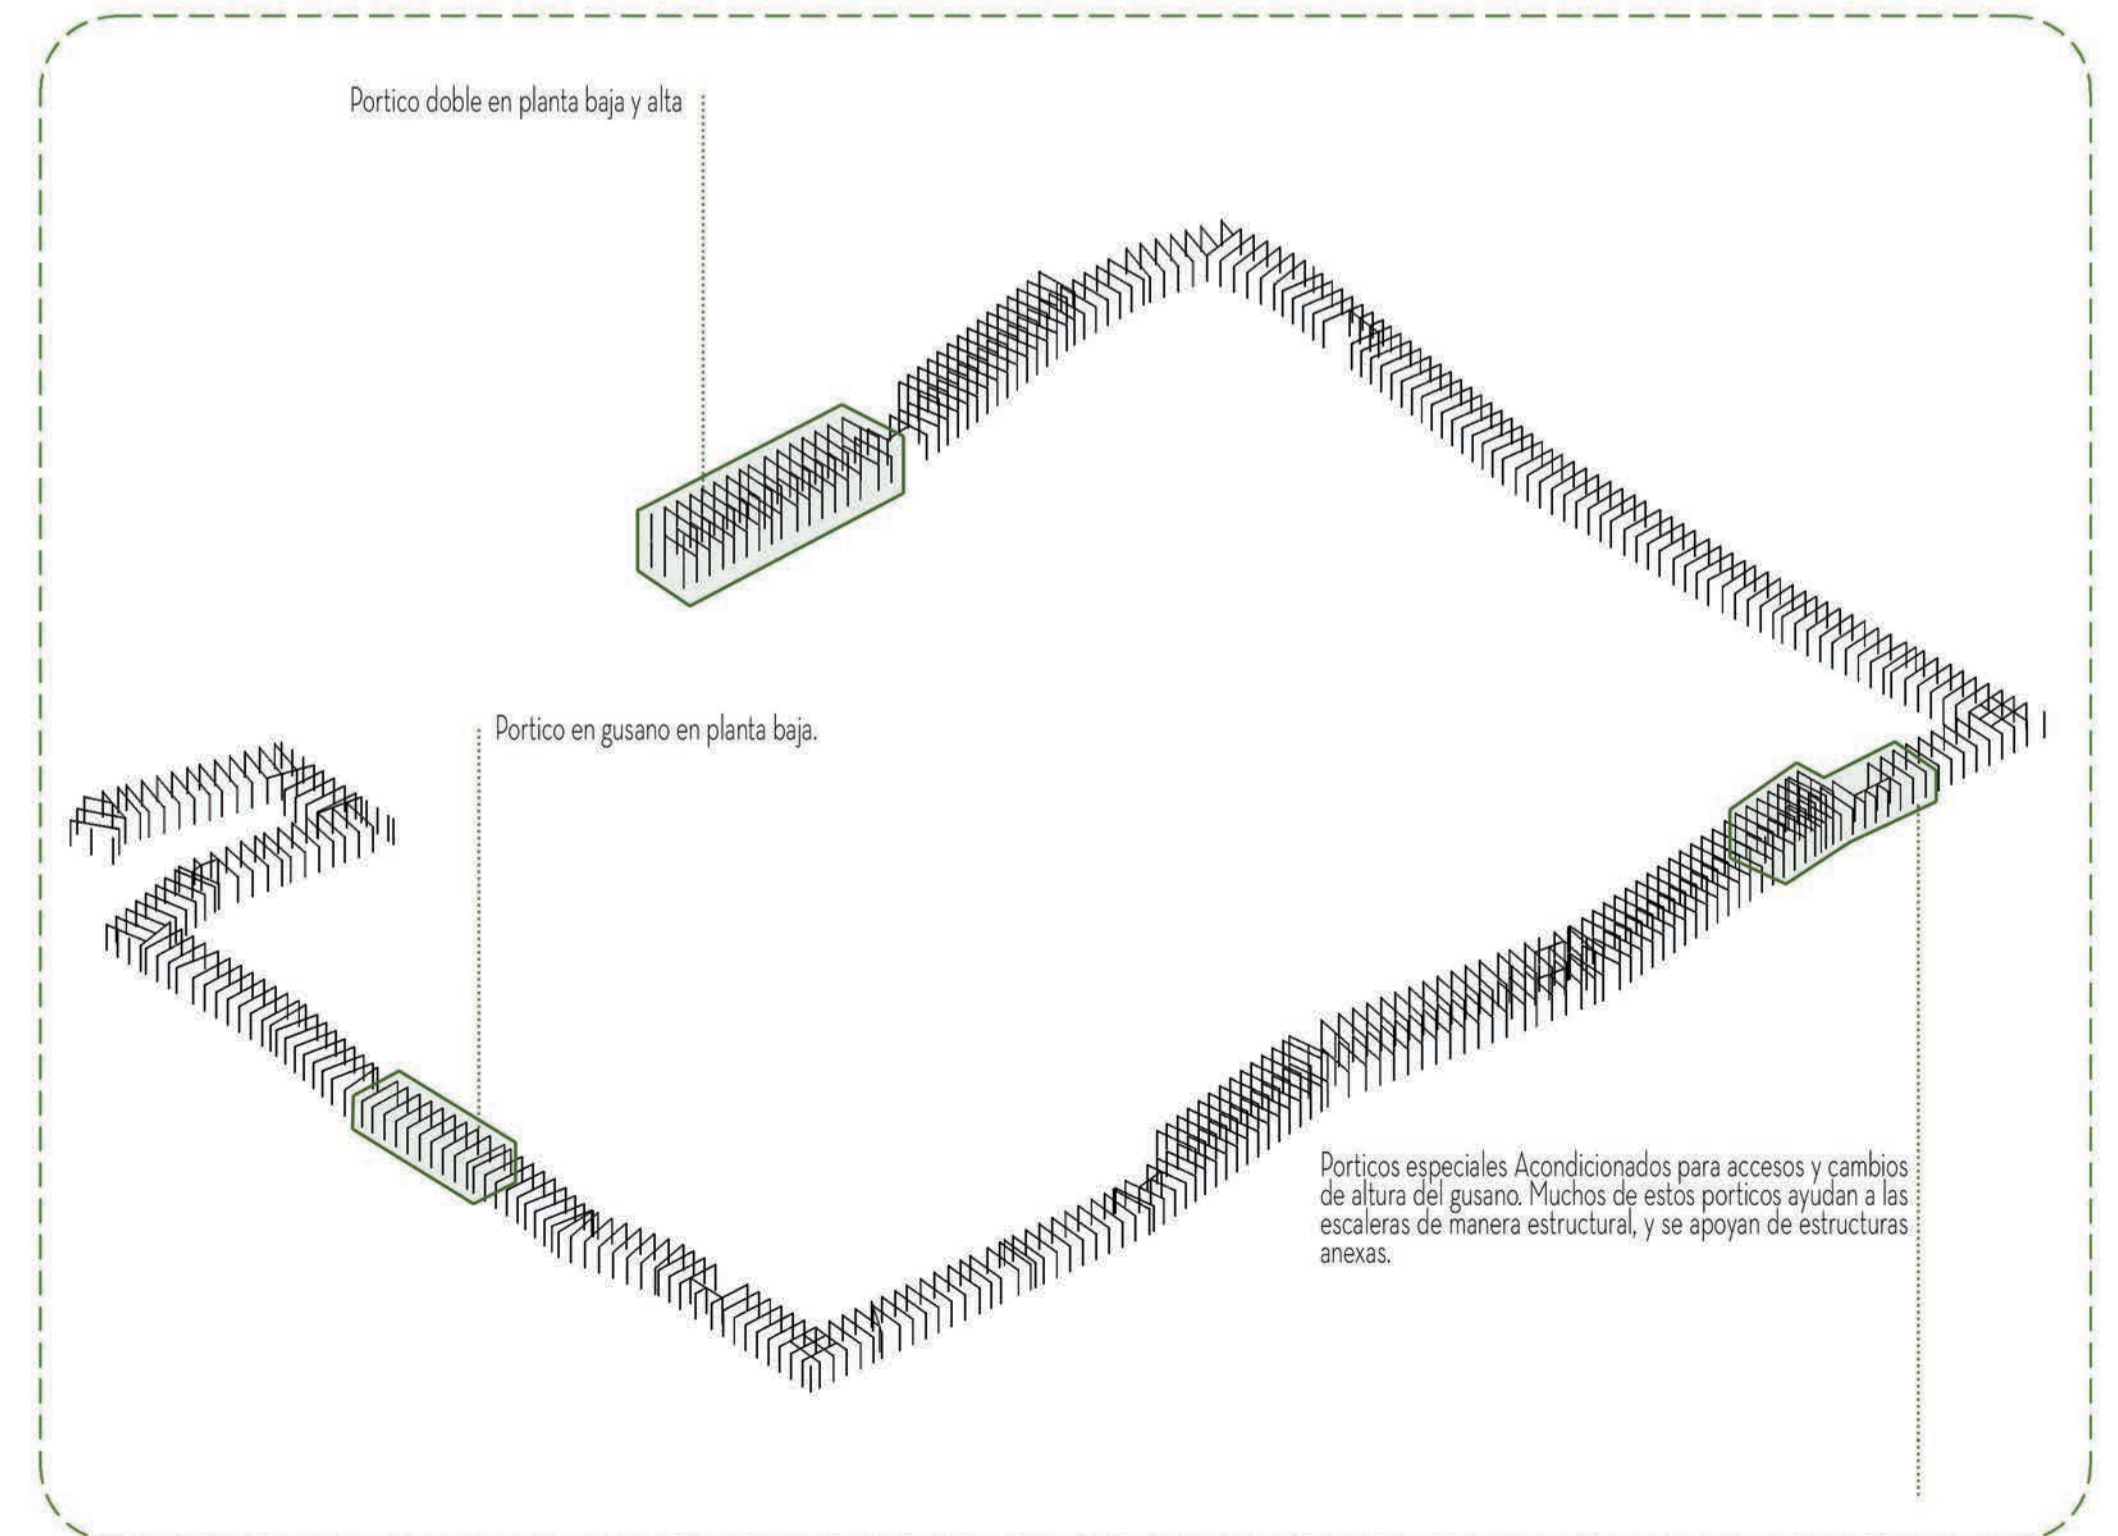 Portico doble en planta baja y alta
Portico en gusano en planta baja.
Porticos especiales Acondicionados para accesos y cambios
de altura del gusano. Muchos de estos porticos ayudan a las
escaleras de manera estructural, y se apoyan de estructuras
anexas.